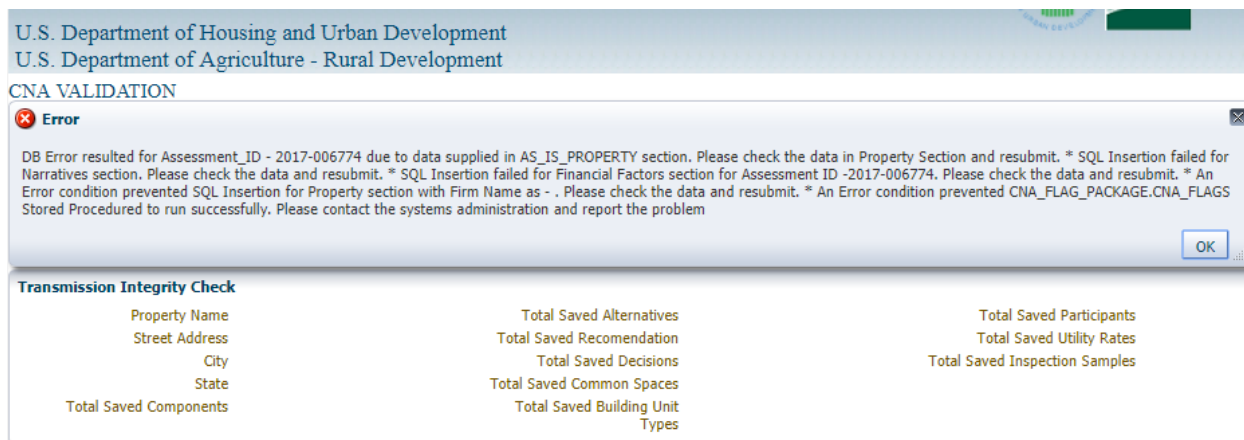 U.S. Department of Housing and Urban Development
U.S. Department of Agriculture - Rural Development
CNA VALIDATION
Error
DB Error resulted for Assessment_ID - 2017-006774 due to data supplied in AS_IS_PROPERTY section. Please check the data in Property Section and resubmit. * SQL Insertion failed for
Narratives section. Please check the data and resubmit. * SQL Insertion failed for Financial Factors section for Assessment ID -2017-006774. Please check the data and resubmit. * An
Error condition prevented SQL Insertion for Property section with Firm Name as - . Please check the data and resubmit. * An Error condition prevented CNA_FLAG_PACKAGE.CNA_FLAGS
Stored Procedured to run successfully. Please contact the systems administration and report the problem
OK
Transmission Integrity Check
Property Name
Street Address
City
State
Total Saved Components
Total Saved Alternatives
Total Saved Recomendation
Total Saved Decisions
Total Saved Common Spaces
Total Saved Building Unit
Types
Total Saved Participants
Total Saved Utility Rates
Total Saved Inspection Samples